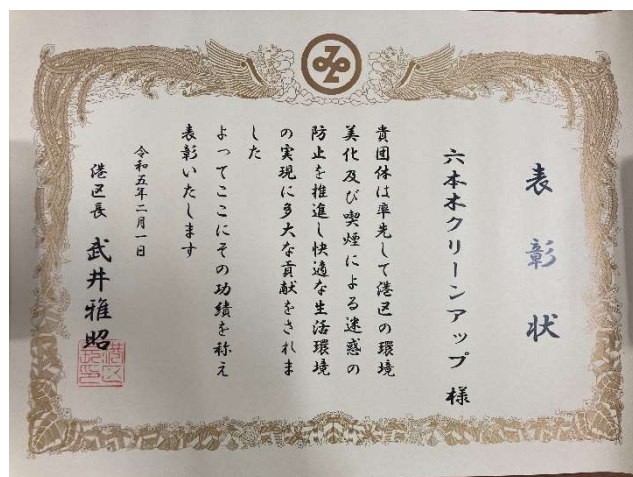 表彰状
六本木クリーンアップ 様
貴団体は率先して港区の環境
美化及び喫煙による迷惑の
防止を推進し快適な生活環境
の実現に多大な貢献をされま
した
よってここにその功績を称え
表彰いたします
令和五年二月一日
港区長 武井雅昭